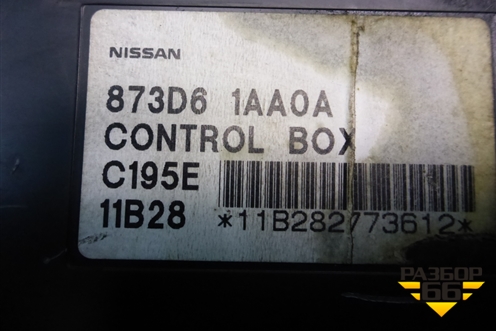 NISSAN
873D6 1AA0A
CONTROL BOX
C195E
11B28 *11B282773612*
РАЗБОР
66